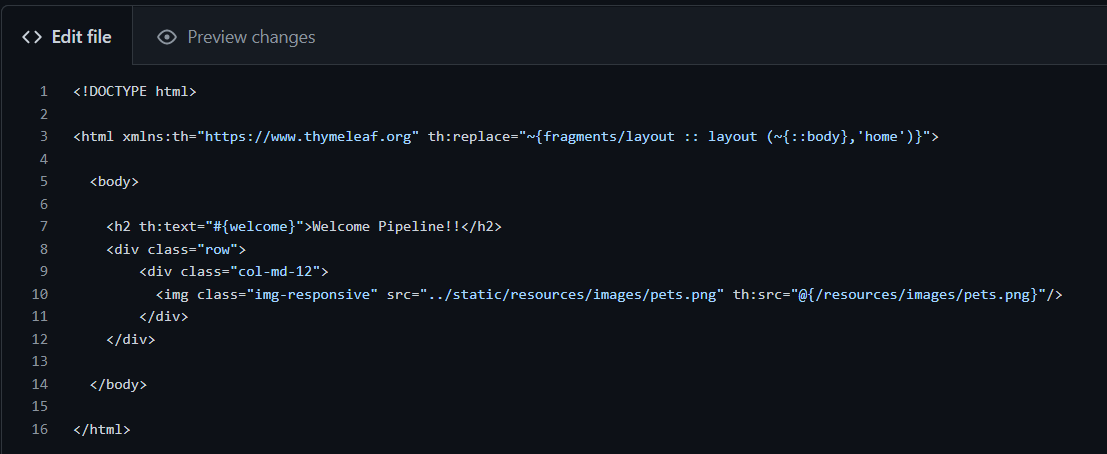 Edit file Preview changes
1 <!DOCTYPE html>
2
3 <html xmlns:th="https://www.thymeleaf.org" th:replace="~{fragments/layout :: layout (~{::body},'home')}">
4
5 <body>
6
7 <h2 th:text="#{welcome}">Welcome Pipeline!!</h2>
8 <div class="row">
9 <div class="col-md-12">
10 <img class="img-responsive" src="../static/resources/images/pets.png" th:src="@{/resources/images/pets.png}"/>
11 </div>
12 </div>
13
14 </body>
15
16 </html>